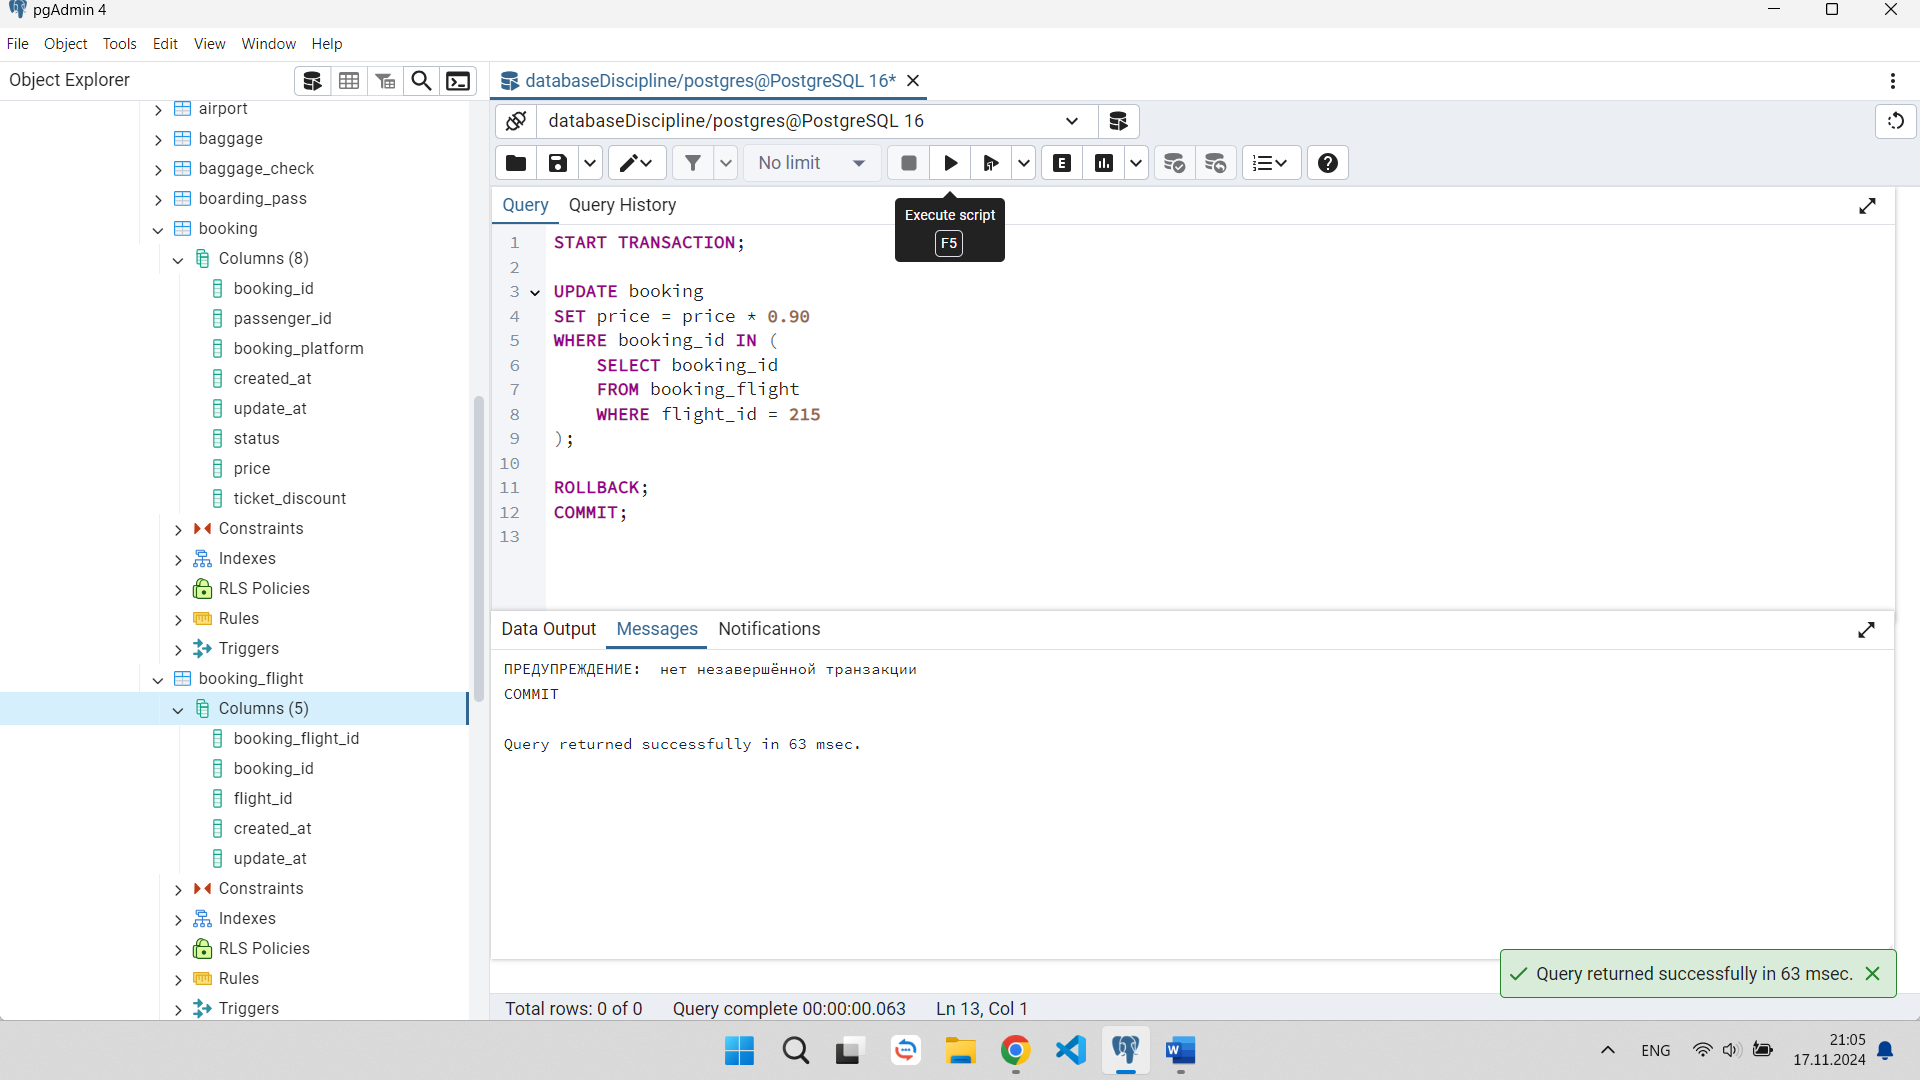 pgAdmin 4
File Object Tools Edit View Window Help
Object Explorer
airport
baggage
baggage_check
boarding_pass
booking
Columns (8)
booking_id
passenger_id
booking_platform
created_at
update_at
status
price
ticket_discount
Constraints
Indexes
RLS Policies
Rules
Triggers
booking_flight
Columns (5)
booking_flight_id
booking_id
flight_id
created_at
update_at
Constraints
Indexes
RLS Policies
Rules
Triggers
databaseDiscipline/postgres@PostgreSQL 16*
databaseDiscipline/postgres@PostgreSQL 16
No limit
E
Execute script
F5
Query Query History
1 START TRANSACTION;
2
3 UPDATE booking
4 SET price = price * 0.90
5 WHERE booking_id IN (
6 SELECT booking_id
7 FROM booking_flight
8 WHERE flight_id = 215
9 );
10
11 ROLLBACK;
12 COMMIT;
13
Data Output Messages Notifications
ПРЕДУПРЕЖДЕНИЕ: нет незавершённой транзакции
COMMIT
Query returned successfully in 63 msec.
Query returned successfully in 63 msec.
Total rows: 0 of 0 Query complete 00:00:00.063 Ln 13, Col 1
W
ENG
21:05
17.11.2024